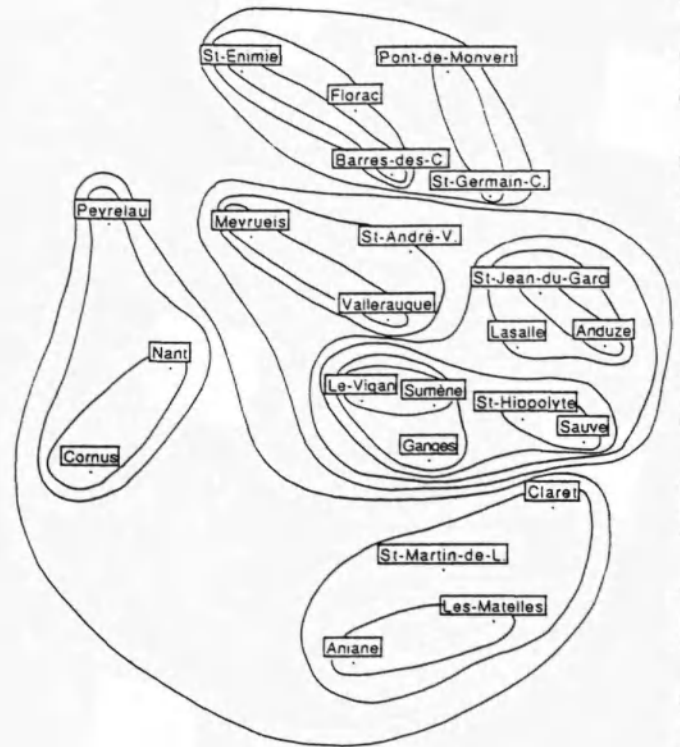 St-Enimie
Pont-de-Monvert
Florac
Barres-des-C
St-Germain-C.
Peyrelau
Meyrueis
St-André-V.
St-Jean-du-Gard
Valleraugue
Lasalle
Anduze
Nant
Le-Vigan
Sumène
St-Hippolyte
Sauve
Ganges
Cornus
Claret
St-Martin-de-L.
Les-Matelles
Aniane